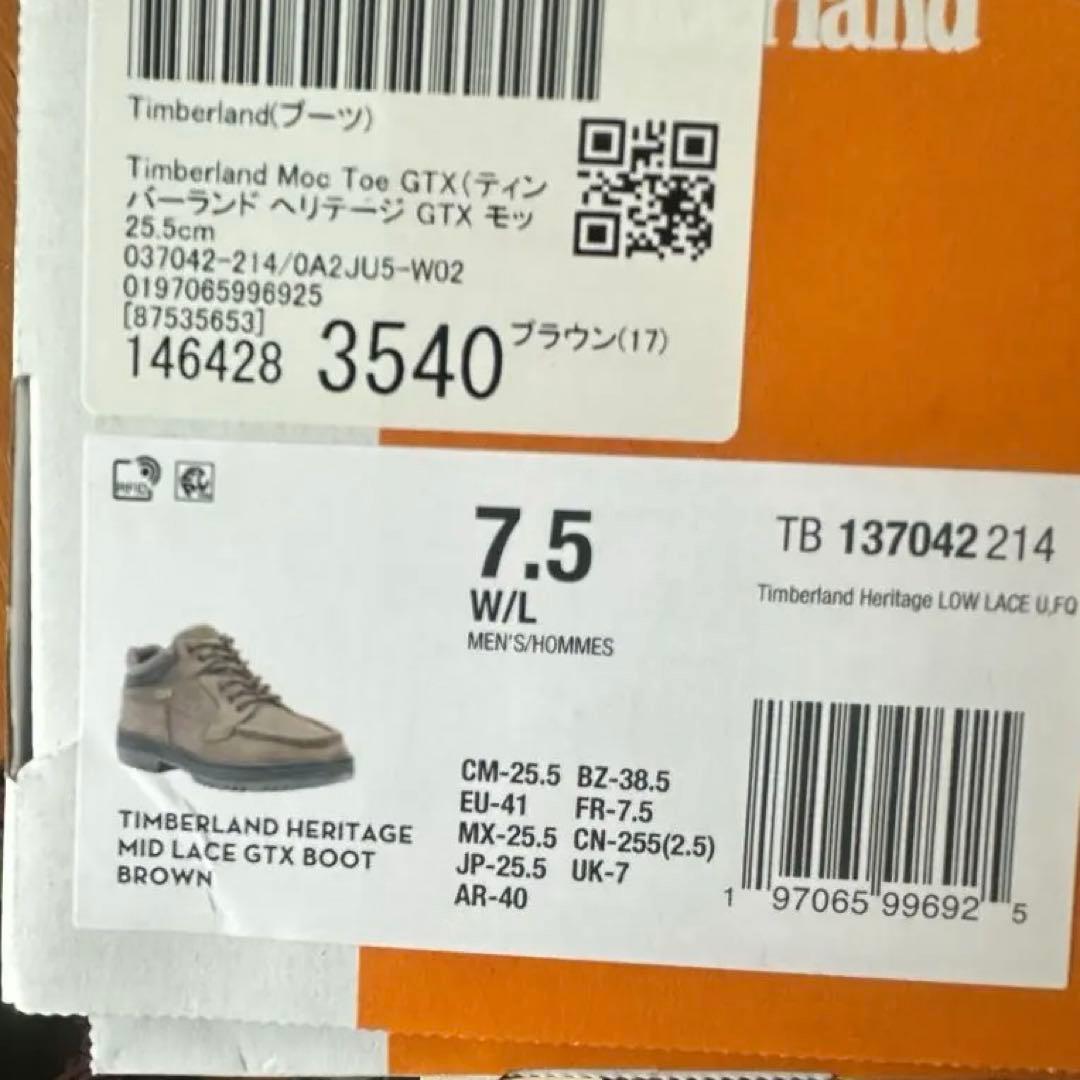 Timberland(ブーツ)
Timberland Moc Toe GTX(ティン
バーランド ヘリテージ GTX モッ
25.5cm
037042-214/0A2JU5-W02
0197065996925
[87535653]
146428 3540 ブラウン(17)
RFID
7.5
W/L
MEN'S/HOMMES
TB 137042 214
Timberland Heritage LOW LACE U,FQ
CM-25.5 BZ-38.5
EU-41 FR-7.5
MX-25.5 CN-255(2.5)
JP-25.5 UK-7
AR-40
TIMBERLAND HERITAGE
MID LACE GTX BOOT
BROWN
1 97065 99692 5